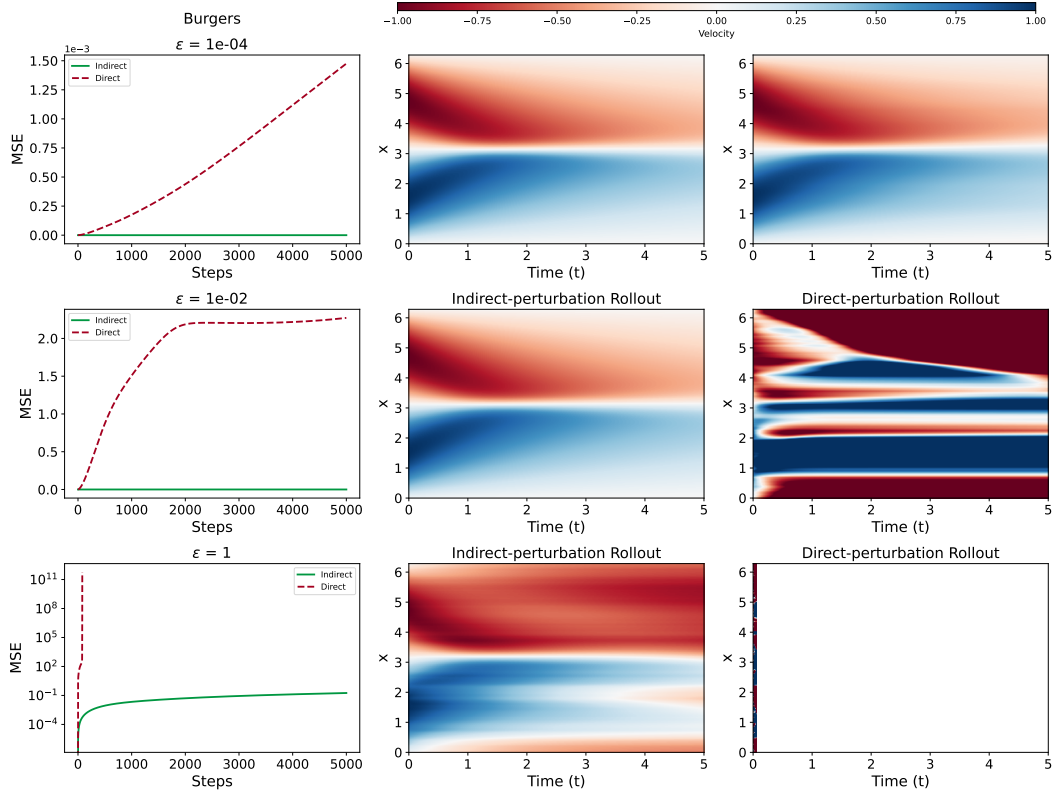 Burgers
−1.00 −0.75 −0.50 −0.25 0.00 0.25 0.50 0.75 1.00
Velocity
ε = 1e-04
1e−3
1.50
1.25
1.00
0.75
0.50
0.25
0.00
MSE
Indirect
Direct
0 1000 2000 3000 4000 5000
Steps
6
5
4
3
2
1
0
x
0 1 2 3 4 5
Time (t)
6
5
4
3
2
1
0
x
0 1 2 3 4 5
Time (t)
ε = 1e-02
2.0
1.5
1.0
0.5
0.0
MSE
Indirect
Direct
0 1000 2000 3000 4000 5000
Steps
Indirect-perturbation Rollout
6
5
4
3
2
1
0
x
0 1 2 3 4 5
Time (t)
Direct-perturbation Rollout
6
5
4
3
2
1
0
x
0 1 2 3 4 5
Time (t)
ε = 1
10¹¹
10⁸
10⁵
10²
10⁻¹
10⁻⁴
MSE
Indirect
Direct
0 1000 2000 3000 4000 5000
Steps
Indirect-perturbation Rollout
6
5
4
3
2
1
0
x
0 1 2 3 4 5
Time (t)
Direct-perturbation Rollout
6
5
4
3
2
1
0
x
0 1 2 3 4 5
Time (t)